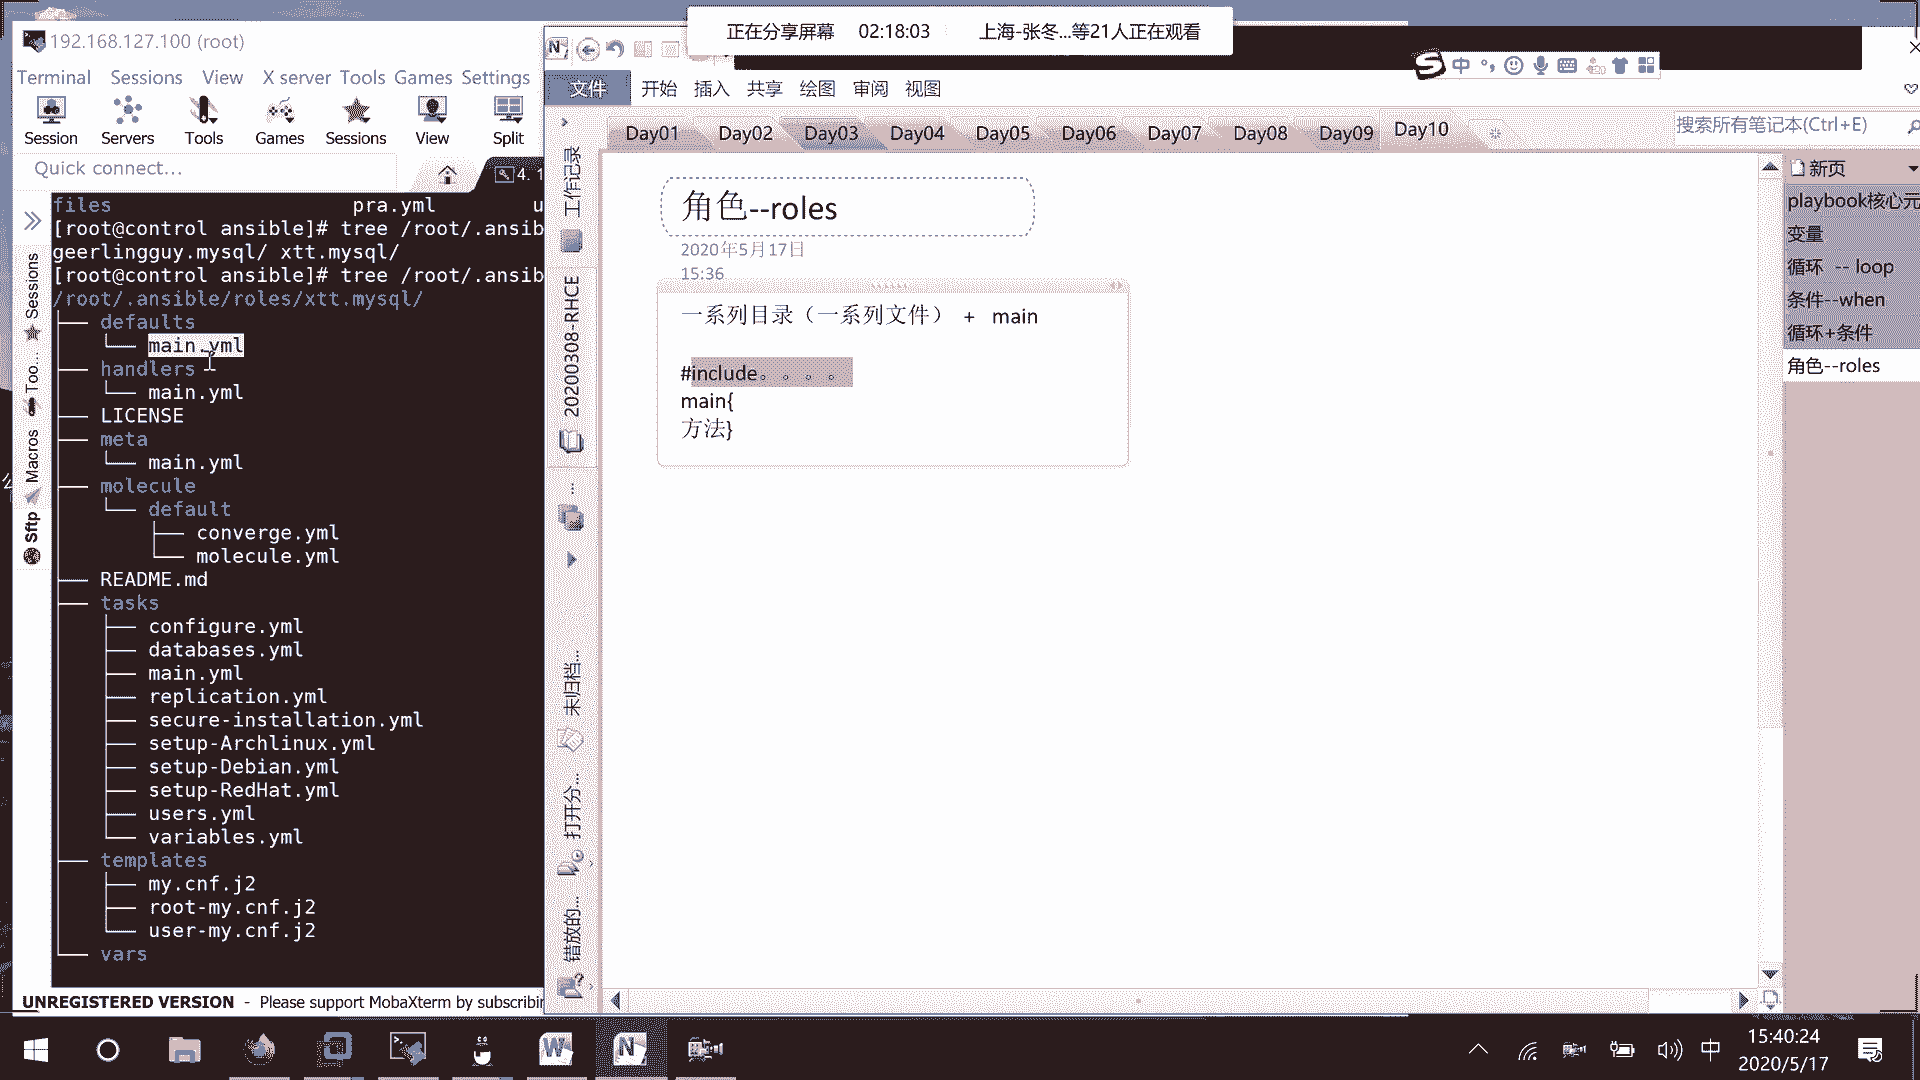 正在分享屏幕 02:18:03 上海-张冬...等21人正在观看
192.168.127.100 (root)
Terminal Sessions View X server Tools Games Settings
Session Servers Tools Games Sessions View Split
Quick connect...
4. 1
Sessions
Too...
Macros
Sftp
files pra.yml u
[root@control ansible]# tree /root/.ansib
geerlingguy.mysql/ xtt.mysql/
[root@control ansible]# tree /root/.ansib
/root/.ansible/roles/xtt.mysql/
├── defaults
│   └── main.yml
├── handlers
│   └── main.yml
├── LICENSE
├── meta
│   └── main.yml
├── molecule
│   └── default
│       ├── converge.yml
│       └── molecule.yml
├── README.md
├── tasks
│   ├── configure.yml
│   ├── databases.yml
│   ├── main.yml
│   ├── replication.yml
│   ├── secure-installation.yml
│   ├── setup-Archlinux.yml
│   ├── setup-Debian.yml
│   ├── setup-RedHat.yml
│   ├── users.yml
│   └── variables.yml
├── templates
│   ├── my.cnf.j2
│   ├── root-my.cnf.j2
│   └── user-my.cnf.j2
└── vars
UNREGISTERED VERSION - Please support MobaXterm by subscribin
文件 开始 插入 共享 绘图 审阅 视图
中
Day01 Day02 Day03 Day04 Day05 Day06 Day07 Day08 Day09 Day10
搜索所有笔记本(Ctrl+E)
工作记录
20200308-RHCE
未归档...
打开分...
错放的...
角色--roles
2020年5月17日
15:36
一系列目录（一系列文件） + main
#include。。。。
main{
方法}
新页
playbook核心元
变量
循环 -- loop
条件--when
循环+条件
角色--roles
中
15:40:24
2020/5/17